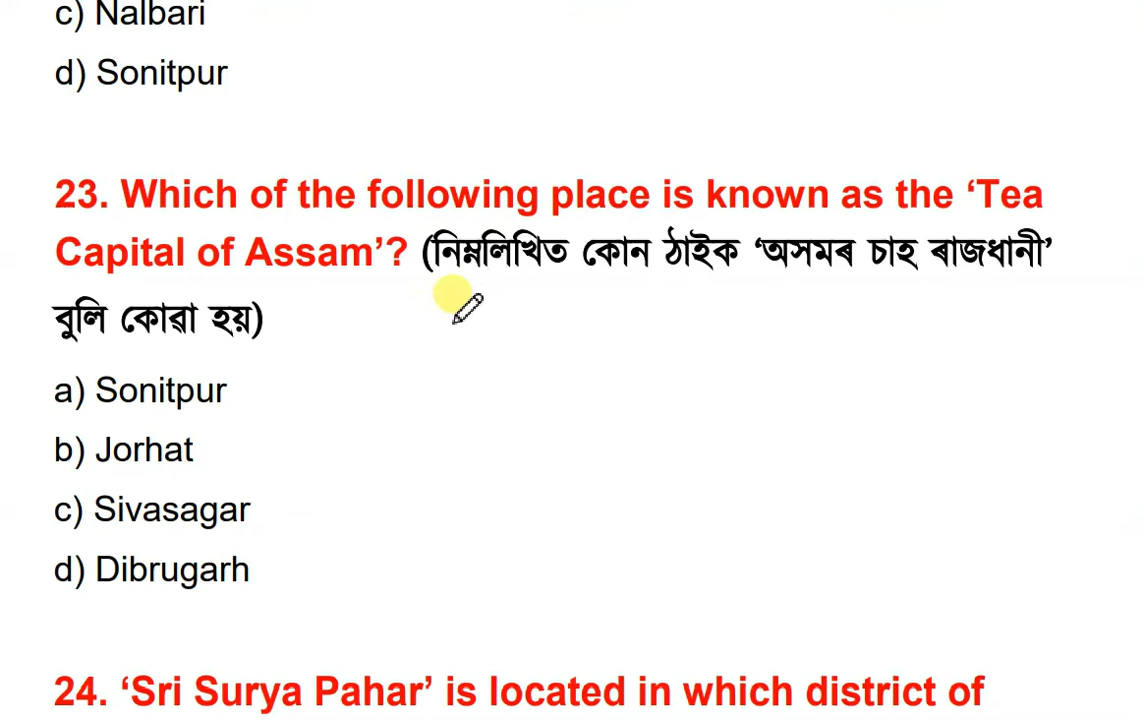 c) Nalbari
d) Sonitpur
23. Which of the following place is known as the ‘Tea
Capital of Assam’? (নিম্নলিখিত কোন ঠাইক ‘অসমৰ চাহ ৰাজধানী’
বুলি কোৱা হয়)
a) Sonitpur
b) Jorhat
c) Sivasagar
d) Dibrugarh
24. ‘Sri Surya Pahar’ is located in which district of